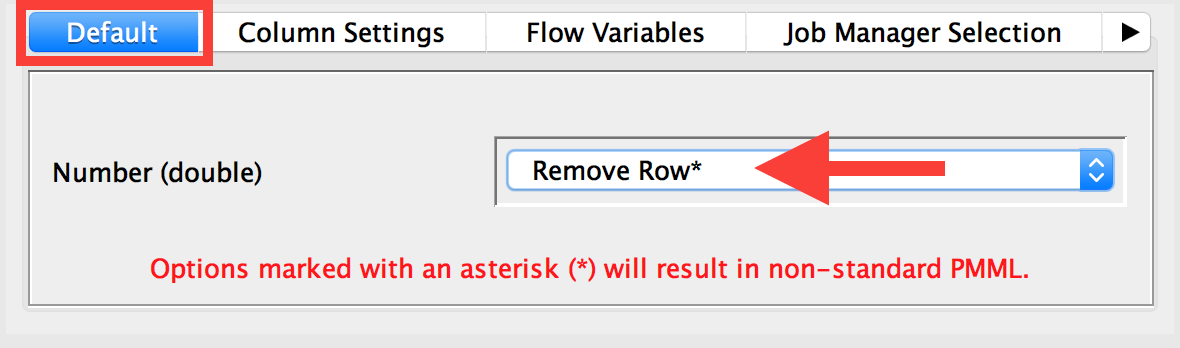 Default Column Settings Flow Variables Job Manager Selection
Number (double) Remove Row*
Options marked with an asterisk (*) will result in non-standard PMML.